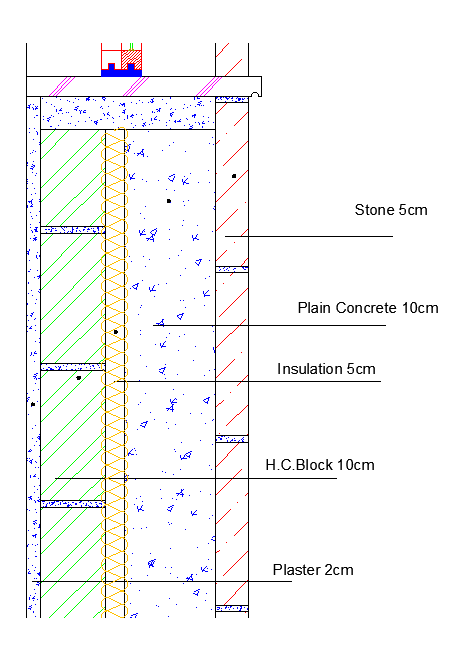 Stone 5cm
Plain Concrete 10cm
Insulation 5cm
H.C.Block 10cm
Plaster 2cm